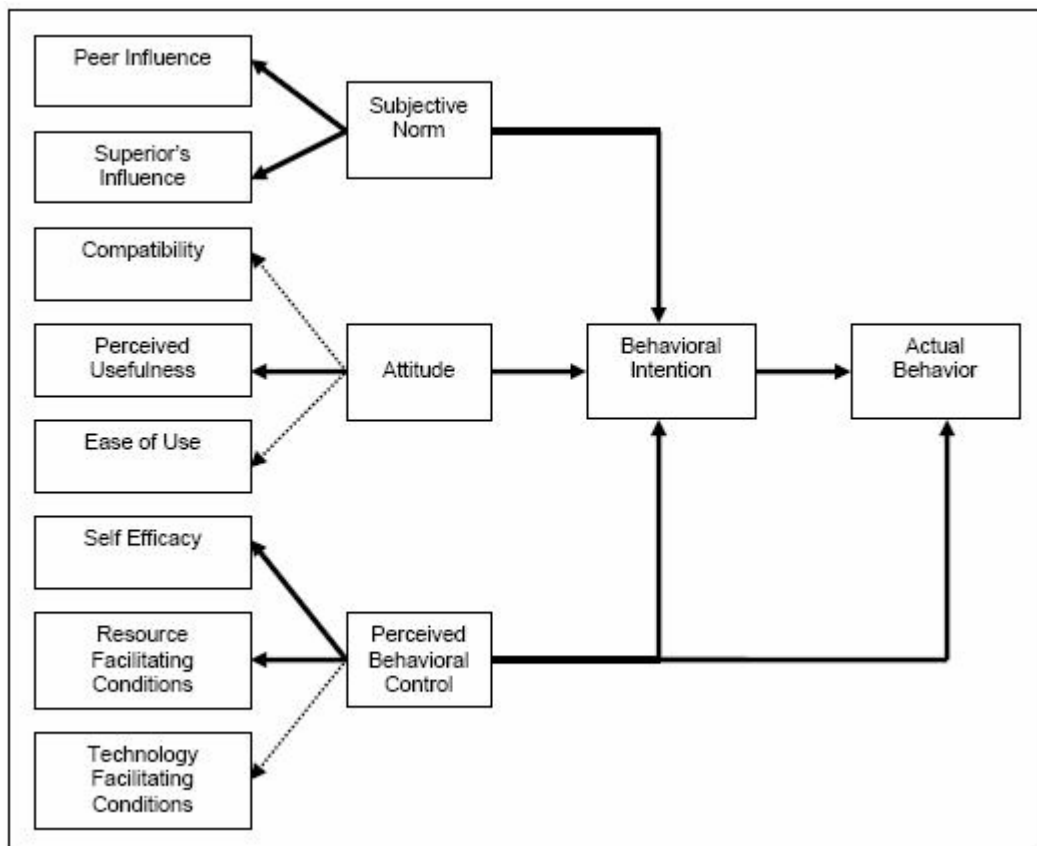 Peer Influence
Superior's
Influence
Compatibility
Perceived
Usefulness
Ease of Use
Self Efficacy
Resource
Facilitating
Conditions
Technology
Facilitating
Conditions
Subjective
Norm
Attitude
Perceived
Behavioral
Control
Behavioral
Intention
Actual
Behavior